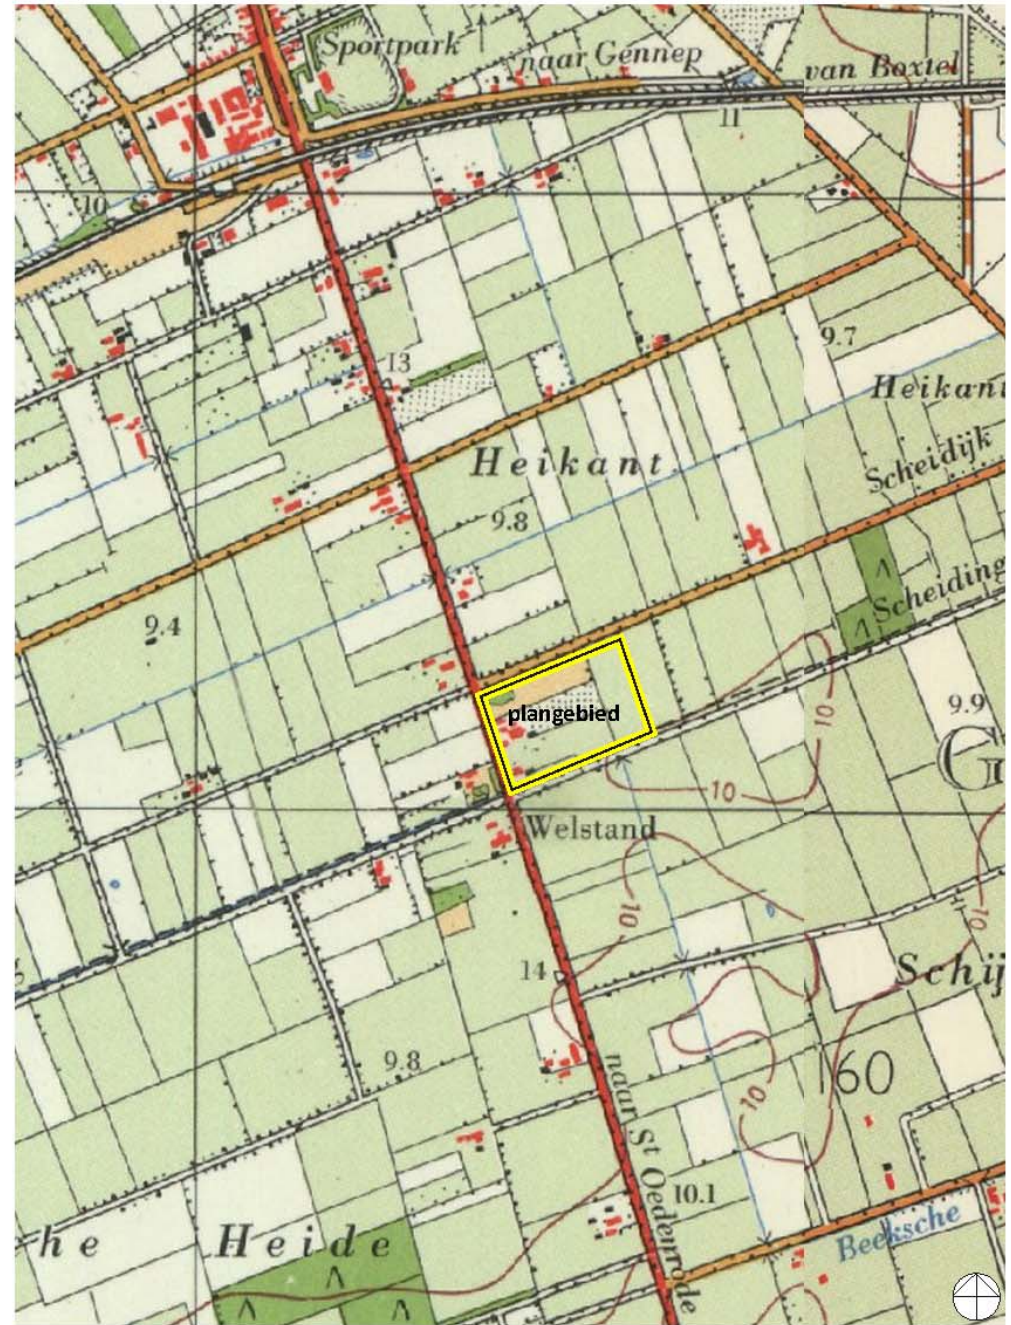 Sportpark
naar Gennep
van Boxtel
11
10
13
9.7
Heikant
Heikant
Scheidijk
9.8
9.4
Scheiding
plangebied
10
9.9
G
10
Welstand
10
10
14
Schij
9.8
160
10
naar St Oedenrode
10.1
he Heide
Beeksche